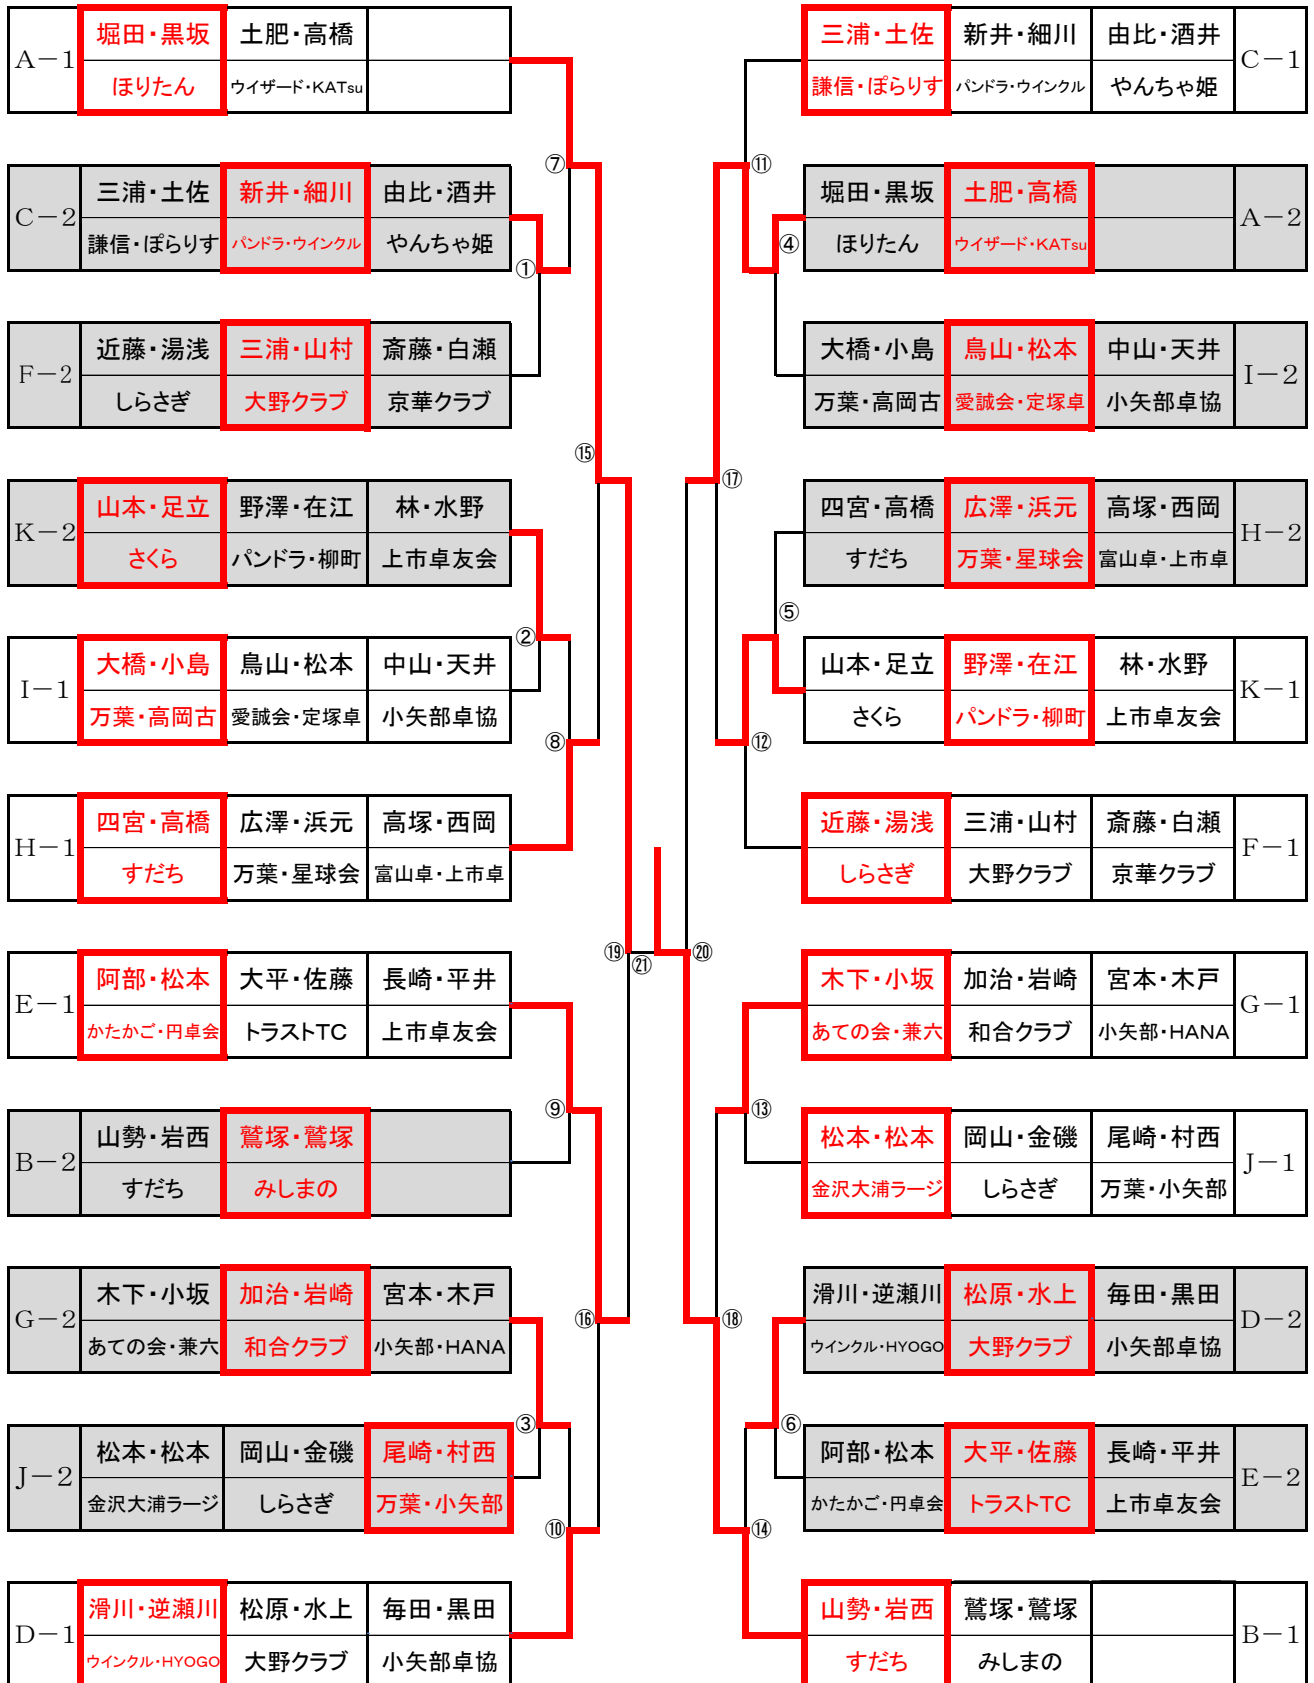 A-1 堀田・黒坂 土肥・高橋
ほりたん ウイザード・KATsu
⑦
C-2 三浦・土佐 新井・細川 由比・酒井
謙信・ぽらりす パンドラ・ウインクル やんちゃ姫
①
F-2 近藤・湯浅 三浦・山村 斎藤・白瀬
しらさぎ 大野クラブ 京華クラブ
⑮
K-2 山本・足立 野澤・在江 林・水野
さくら パンドラ・柳町 上市卓友会
②
I-1 大橋・小島 鳥山・松本 中山・天井
万葉・高岡古 愛誠会・定塚卓 小矢部卓協
⑧
H-1 四宮・高橋 広澤・浜元 高塚・西岡
すだち 万葉・星球会 富山卓・上市卓
⑲
㉑
E-1 阿部・松本 大平・佐藤 長崎・平井
かたかご・円卓会 トラストTC 上市卓友会
⑨
B-2 山勢・岩西 鷲塚・鷲塚
すだち みしまの
G-2 木下・小坂 加治・岩崎 宮本・木戸
あての会・兼六 和合クラブ 小矢部・HANA
⑯
③
J-2 松本・松本 岡山・金磯 尾崎・村西
金沢大浦ラージ しらさぎ 万葉・小矢部
⑩
D-1 滑川・逆瀬川 松原・水上 毎田・黒田
ウインクル・HYOGO 大野クラブ 小矢部卓協
三浦・土佐 新井・細川 由比・酒井 C-1
謙信・ぽらりす パンドラ・ウインクル やんちゃ姫
⑪
堀田・黒坂 土肥・高橋 A-2
ほりたん ウイザード・KATsu
④
大橋・小島 鳥山・松本 中山・天井 I-2
万葉・高岡古 愛誠会・定塚卓 小矢部卓協
⑰
四宮・高橋 広澤・浜元 高塚・西岡 H-2
すだち 万葉・星球会 富山卓・上市卓
⑤
山本・足立 野澤・在江 林・水野 K-1
さくら パンドラ・柳町 上市卓友会
⑫
近藤・湯浅 三浦・山村 斎藤・白瀬 F-1
しらさぎ 大野クラブ 京華クラブ
⑳
木下・小坂 加治・岩崎 宮本・木戸 G-1
あての会・兼六 和合クラブ 小矢部・HANA
⑬
松本・松本 岡山・金磯 尾崎・村西 J-1
金沢大浦ラージ しらさぎ 万葉・小矢部
滑川・逆瀬川 松原・水上 毎田・黒田 D-2
ウインクル・HYOGO 大野クラブ 小矢部卓協
⑱
⑥
阿部・松本 大平・佐藤 長崎・平井 E-2
かたかご・円卓会 トラストTC 上市卓友会
⑭
山勢・岩西 鷲塚・鷲塚 B-1
すだち みしまの